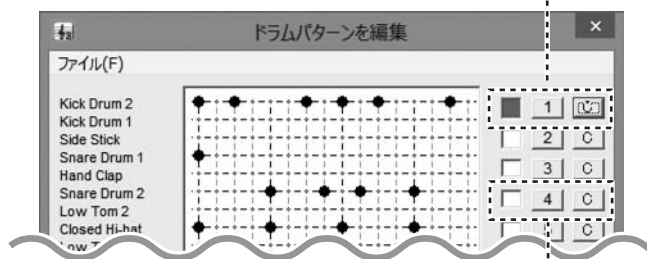 ドラムパターンを編集 ×
ファイル(F)
Kick Drum 2
Kick Drum 1
Side Stick
Snare Drum 1
Hand Clap
Snare Drum 2
Low Tom 2
Closed Hi-hat
Low
1 C
2 C
3 C
4 C
C